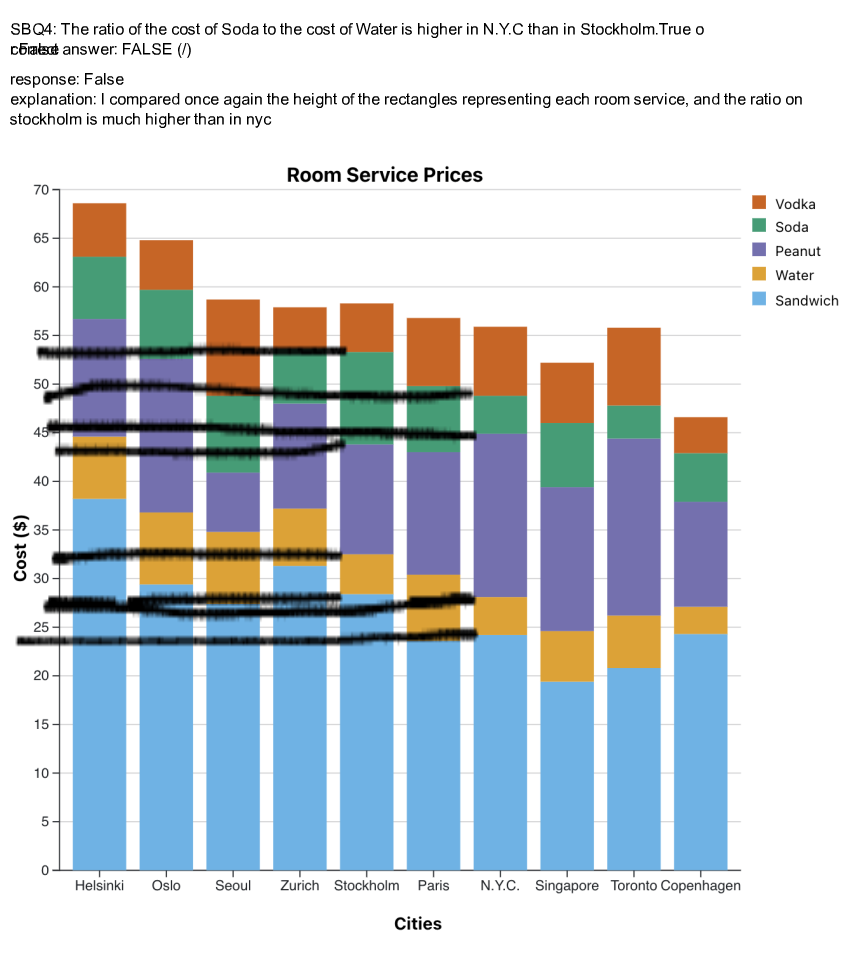 SBQ4: The ratio of the cost of Soda to the cost of Water is higher in N.Y.C than in Stockholm.True o
r False
correct answer: FALSE (/)
response: False
explanation: I compared once again the height of the rectangles representing each room service, and the ratio on
stockholm is much higher than in nyc
Room Service Prices
Vodka
Soda
Peanut
Water
Sandwich
70
65
60
55
50
45
40
35
30
25
20
15
10
5
0
Cost ($)
Helsinki Oslo Seoul Zurich Stockholm Paris N.Y.C. Singapore Toronto Copenhagen
Cities